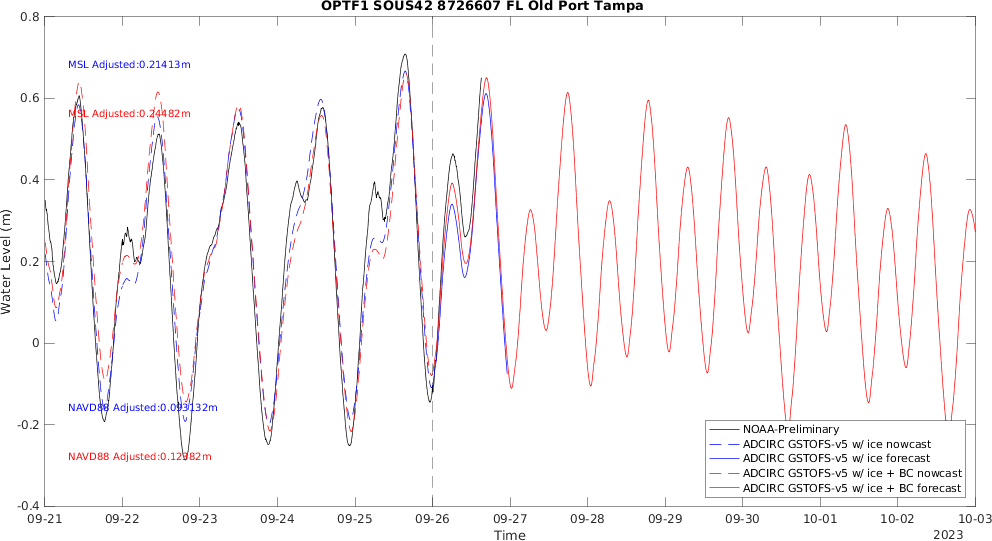 OPTF1 SOUS42 8726607 FL Old Port Tampa
0.8
0.6
0.4
0.2
0
-0.2
-0.4
Water Level (m)
MSL Adjusted:0.21413m
MSL Adjusted:0.24482m
NAVD88 Adjusted:0.093132m
NAVD88 Adjusted:0.12382m
NOAA-Preliminary
ADCIRC GSTOFS-v5 w/ ice nowcast
ADCIRC GSTOFS-v5 w/ ice forecast
ADCIRC GSTOFS-v5 w/ ice + BC nowcast
ADCIRC GSTOFS-v5 w/ ice + BC forecast
09-21 09-22 09-23 09-24 09-25 09-26 09-27 09-28 09-29 09-30 10-01 10-02 10-03
Time
2023